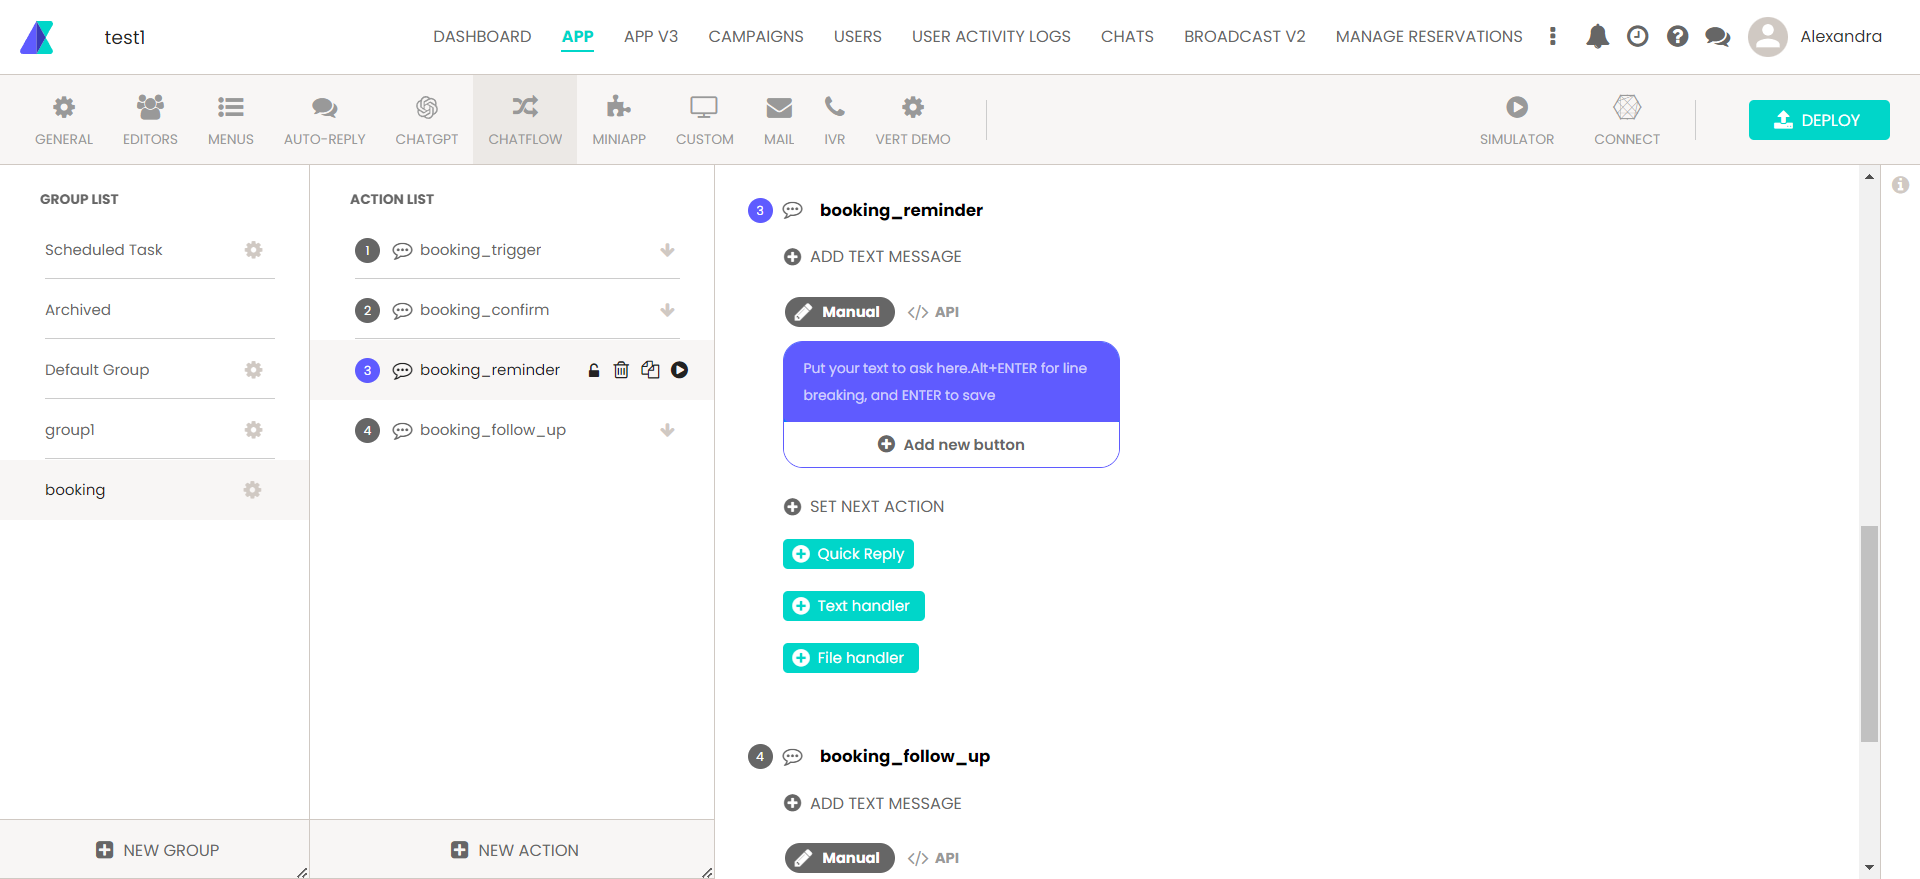 test1
DASHBOARD
APP
APP V3
CAMPAIGNS
USERS
USER ACTIVITY LOGS
CHATS
BROADCAST V2
MANAGE RESERVATIONS
Alexandra
GENERAL
EDITORS
MENUS
AUTO-REPLY
CHATGPT
CHATFLOW
MINIAPP
CUSTOM
MAIL
IVR
VERT DEMO
SIMULATOR
CONNECT
DEPLOY
GROUP LIST
Scheduled Task
Archived
Default Group
group1
booking
NEW GROUP
ACTION LIST
1 booking_trigger
2 booking_confirm
3 booking_reminder
4 booking_follow_up
NEW ACTION
3 booking_reminder
ADD TEXT MESSAGE
Manual
</> API
Put your text to ask here.Alt+ENTER for line
breaking, and ENTER to save
Add new button
SET NEXT ACTION
Quick Reply
Text handler
File handler
4 booking_follow_up
ADD TEXT MESSAGE
Manual
</> API